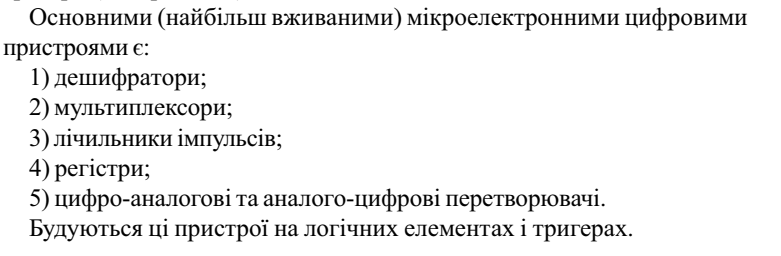 Основними (найбільш вживаними) мікроелектронними цифровими
пристроями є:
1) дешифратори;
2) мультиплексори;
3) лічильники імпульсів;
4) регістри;
5) цифро-аналогові та аналого-цифрові перетворювачі.
Будуються ці пристрої на логічних елементах і тригерах.